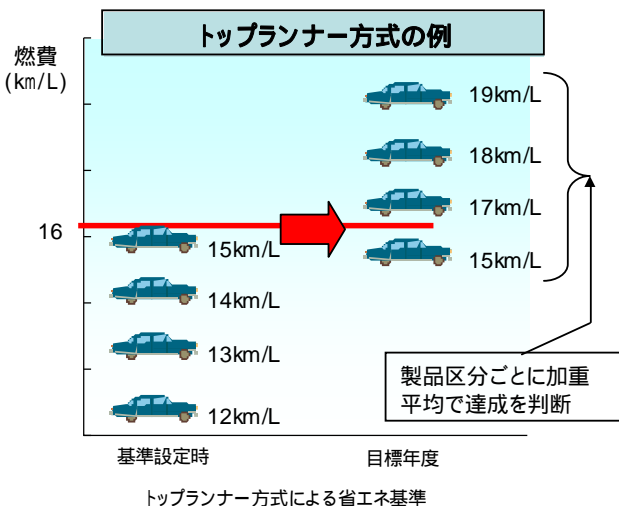 トップランナー方式の例
燃費
(km/L)
19km/L
18km/L
17km/L
16
15km/L
15km/L
14km/L
13km/L
12km/L
製品区分ごとに加重
平均で達成を判断
基準設定時
目標年度
トップランナー方式による省エネ基準